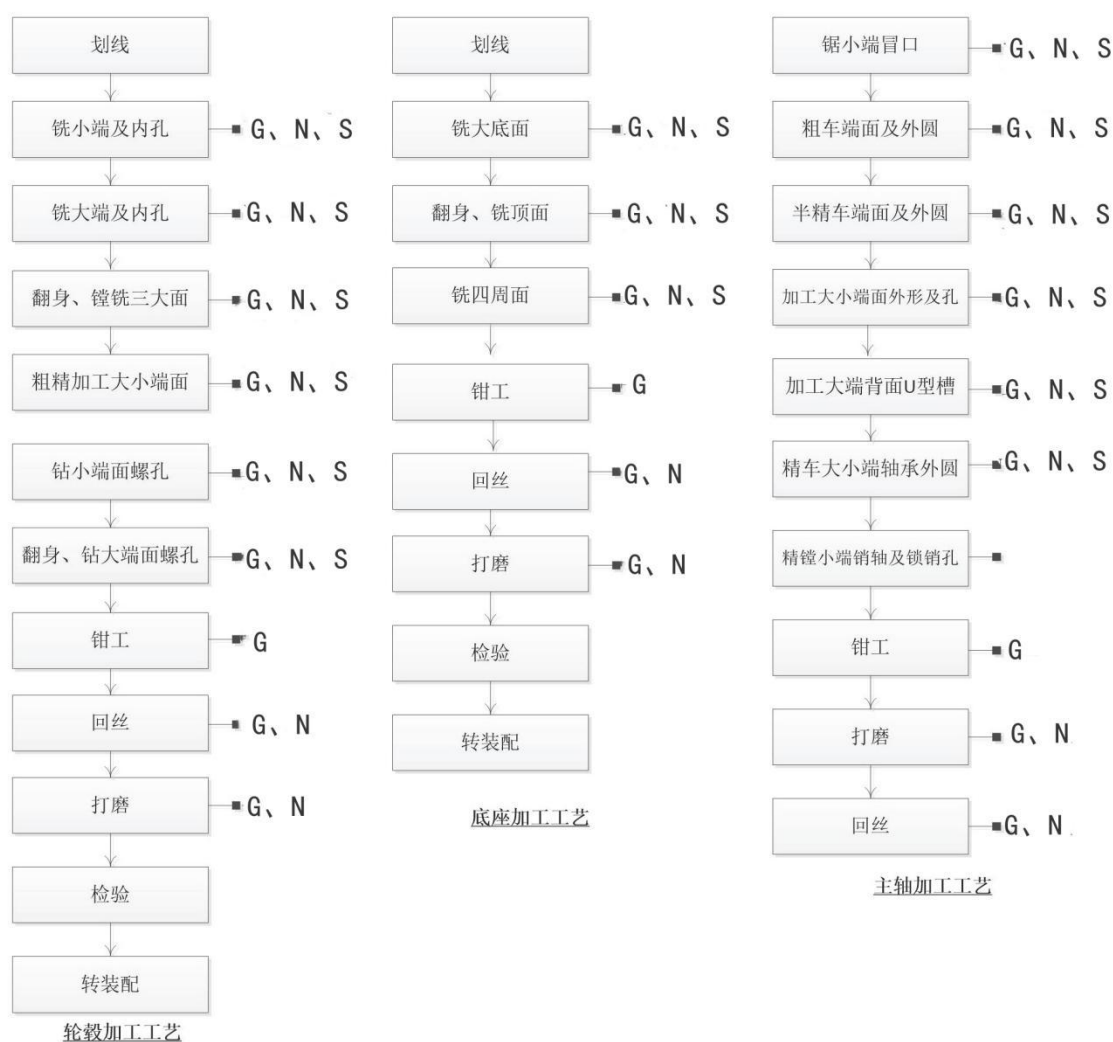 划线
铣小端及内孔
G、N、S
铣大端及内孔
G、N、S
翻身、镗铣三大面
G、N、S
粗精加工大小端面
G、N、S
钻小端面螺孔
G、N、S
翻身、钻大端面螺孔
G、N、S
钳工
G
回丝
G、N
打磨
G、N
检验
转装配
轮毂加工工艺
划线
铣大底面
G、N、S
翻身、铣顶面
G、N、S
铣四周面
G、N、S
钳工
G
回丝
G、N
打磨
G、N
检验
转装配
底座加工工艺
锯小端冒口
G、N、S
粗车端面及外圆
G、N、S
半精车端面及外圆
G、N、S
加工大小端面外形及孔
G、N、S
加工大端背面U型槽
G、N、S
精车大小端轴承外圆
G、N、S
精镗小端销轴及锁销孔
钳工
G
打磨
G、N
回丝
G、N
主轴加工工艺